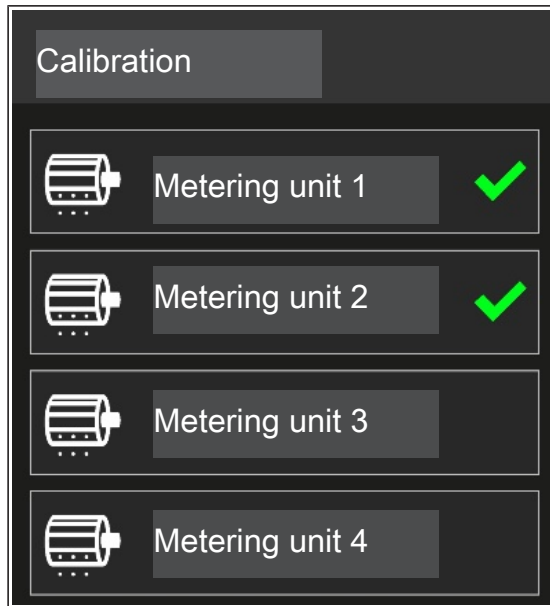 Calibration
Metering unit 1
Metering unit 2
Metering unit 3
Metering unit 4